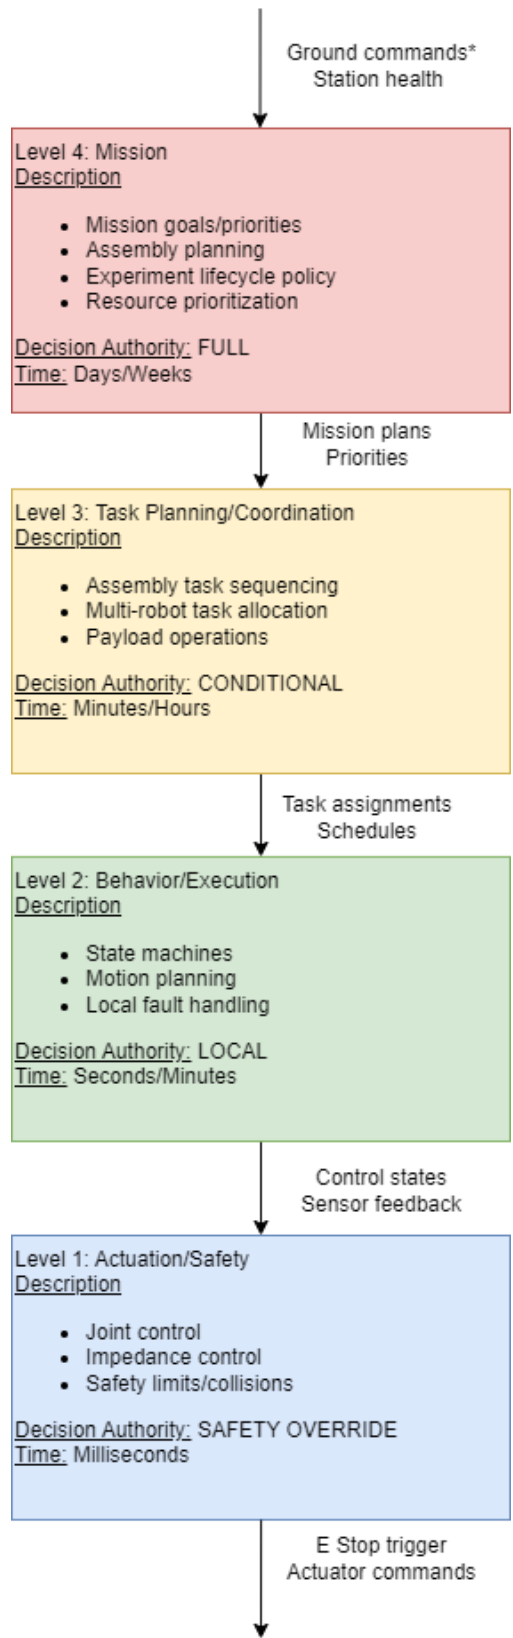 Ground commands*
Station health
Level 4: Mission
Description
• Mission goals/priorities
• Assembly planning
• Experiment lifecycle policy
• Resource prioritization
Decision Authority: FULL
Time: Days/Weeks
Mission plans
Priorities
Level 3: Task Planning/Coordination
Description
• Assembly task sequencing
• Multi-robot task allocation
• Payload operations
Decision Authority: CONDITIONAL
Time: Minutes/Hours
Task assignments
Schedules
Level 2: Behavior/Execution
Description
• State machines
• Motion planning
• Local fault handling
Decision Authority: LOCAL
Time: Seconds/Minutes
Control states
Sensor feedback
Level 1: Actuation/Safety
Description
• Joint control
• Impedance control
• Safety limits/collisions
Decision Authority: SAFETY OVERRIDE
Time: Milliseconds
E Stop trigger
Actuator commands